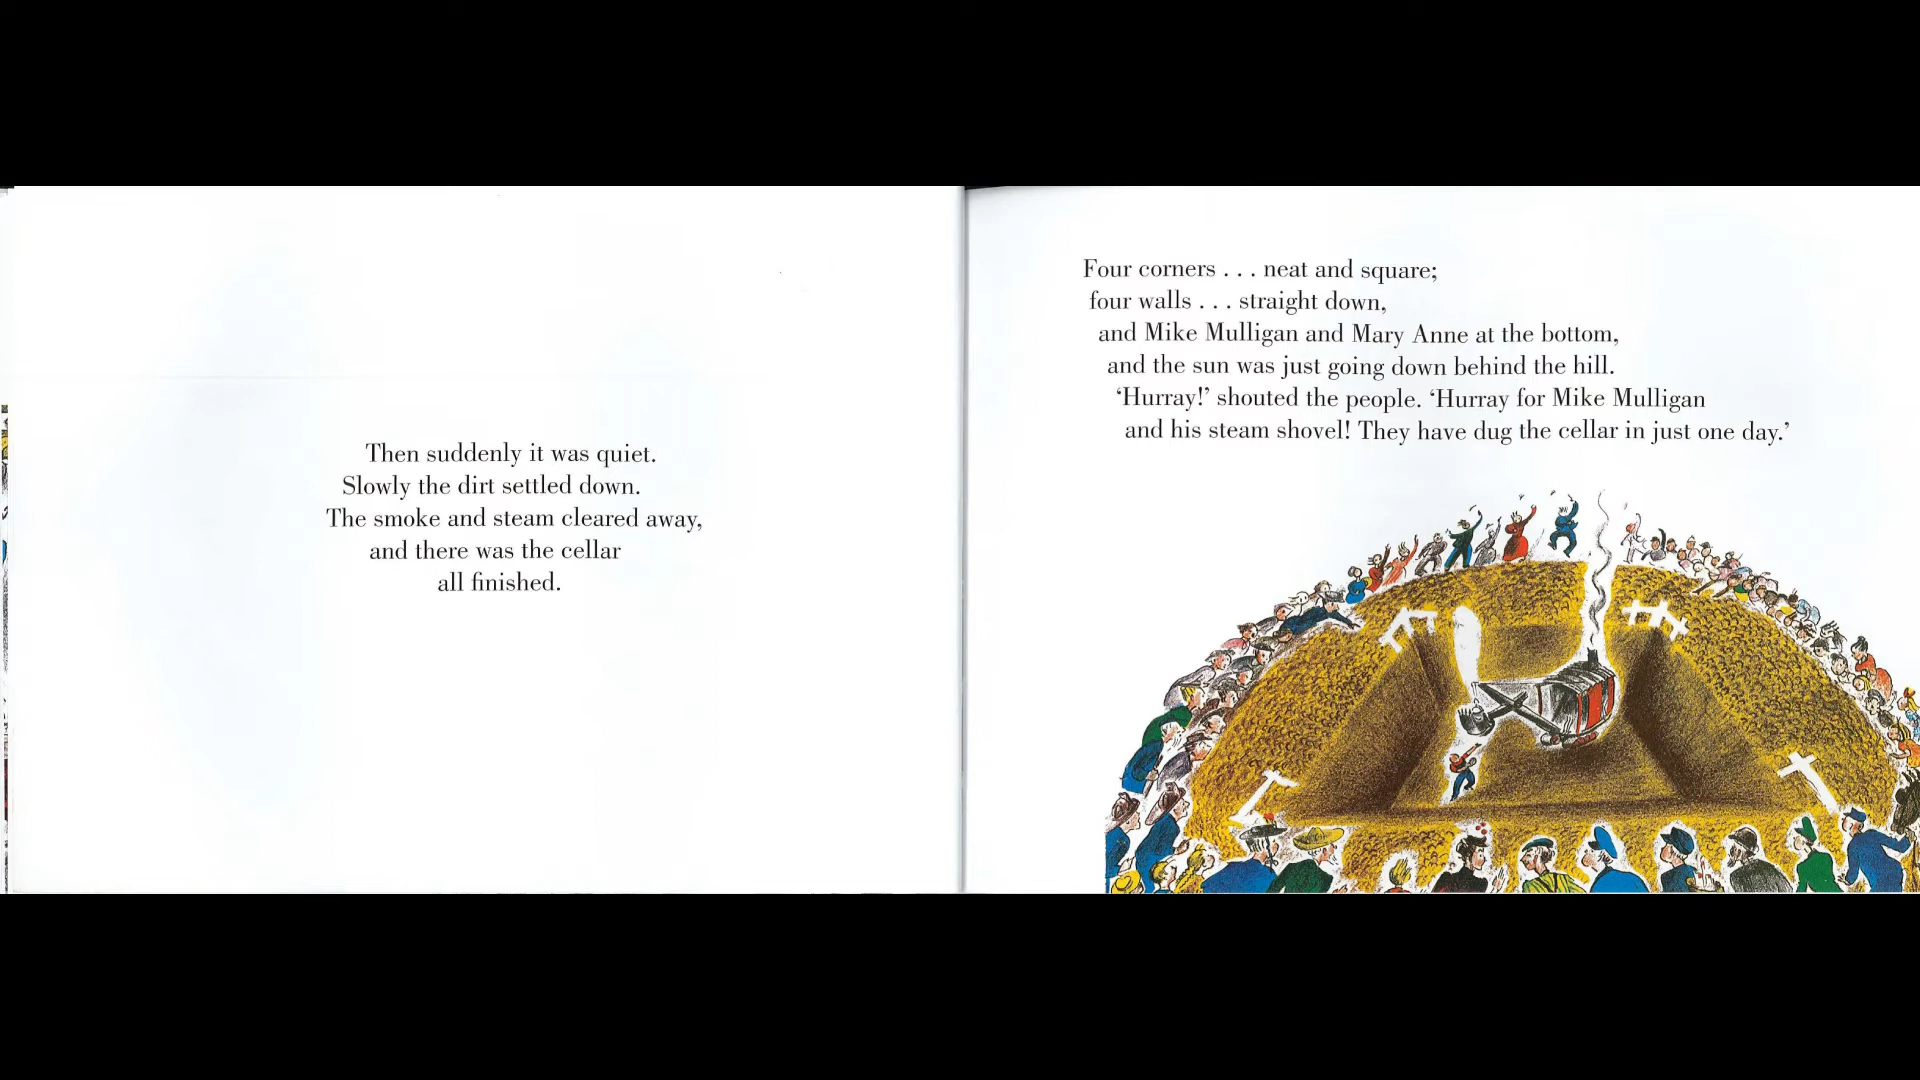 Then suddenly it was quiet.
Slowly the dirt settled down.
The smoke and steam cleared away,
and there was the cellar
all finished.
Four corners . . . neat and square;
four walls . . . straight down,
and Mike Mulligan and Mary Anne at the bottom,
and the sun was just going down behind the hill.
‘Hurray!’ shouted the people. ‘Hurray for Mike Mulligan
and his steam shovel! They have dug the cellar in just one day.’